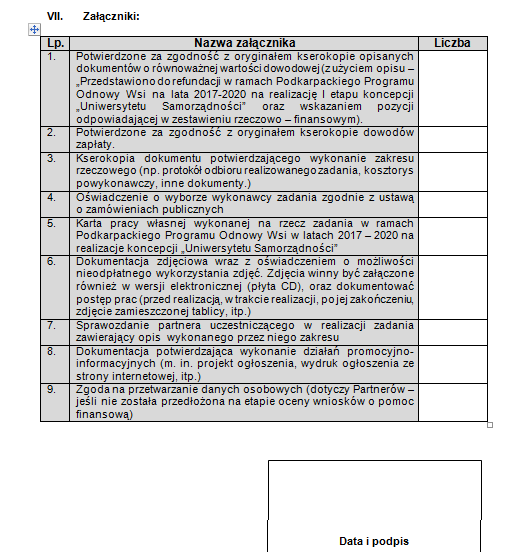 VII. Załączniki:
Lp. Nazwa załącznika Liczba
1. Potwierdzone za zgodność z oryginałem kserokopie opisanych
dokumentów o równoważnej wartości dowodowej (z użyciem opisu –
„Przedstawiono do refundacji w ramach Podkarpackiego Programu
Odnowy Wsi na lata 2017-2020 na realizację I etapu koncepcji
„Uniwersytetu Samorządności” oraz wskazaniem pozycji
odpowiadającej w zestawieniu rzeczowo – finansowym).
2. Potwierdzone za zgodność z oryginałem kserokopie dowodów
zapłaty.
3. Kserokopia dokumentu potwierdzającego wykonanie zakresu
rzeczowego (np. protokół odbioru realizowanego zadania, kosztorys
powykonawczy, inne dokumenty.)
4. Oświadczenie o wyborze wykonawcy zadania zgodnie z ustawą
o zamówieniach publicznych
5. Karta pracy własnej wykonanej na rzecz zadania w ramach
Podkarpackiego Programu Odnowy Wsi w latach 2017 – 2020 na
realizacje koncepcji „Uniwersytetu Samorządności”
6. Dokumentacja zdjęciowa wraz z oświadczeniem o możliwości
nieodpłatnego wykorzystania zdjęć. Zdjęcia winny być załączone
również w wersji elektronicznej (płyta CD), oraz dokumentować
postęp prac (przed realizacją, w trakcie realizacji, po jej zakończeniu,
zdjęcie zamieszczonej tablicy, itp.)
7. Sprawozdanie partnera uczestniczącego w realizacji zadania
zawierający opis wykonanego przez niego zakresu
8. Dokumentacja potwierdzająca wykonanie działań promocyjno-
informacyjnych (m. in. projekt ogłoszenia, wydruk ogłoszenia ze
strony internetowej, itp.)
9. Zgoda na przetwarzanie danych osobowych (dotyczy Partnerów –
jeśli nie została przedłożona na etapie oceny wniosków o pomoc
finansową)
Data i podpis